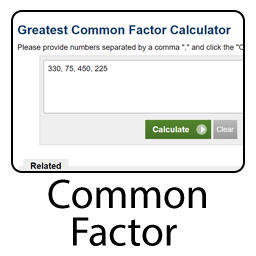 Greatest Common Factor Calculator
Please provide numbers separated by a comma "," and click the "C
330, 75, 450, 225
Calculate
Clear
Related
Common
Factor